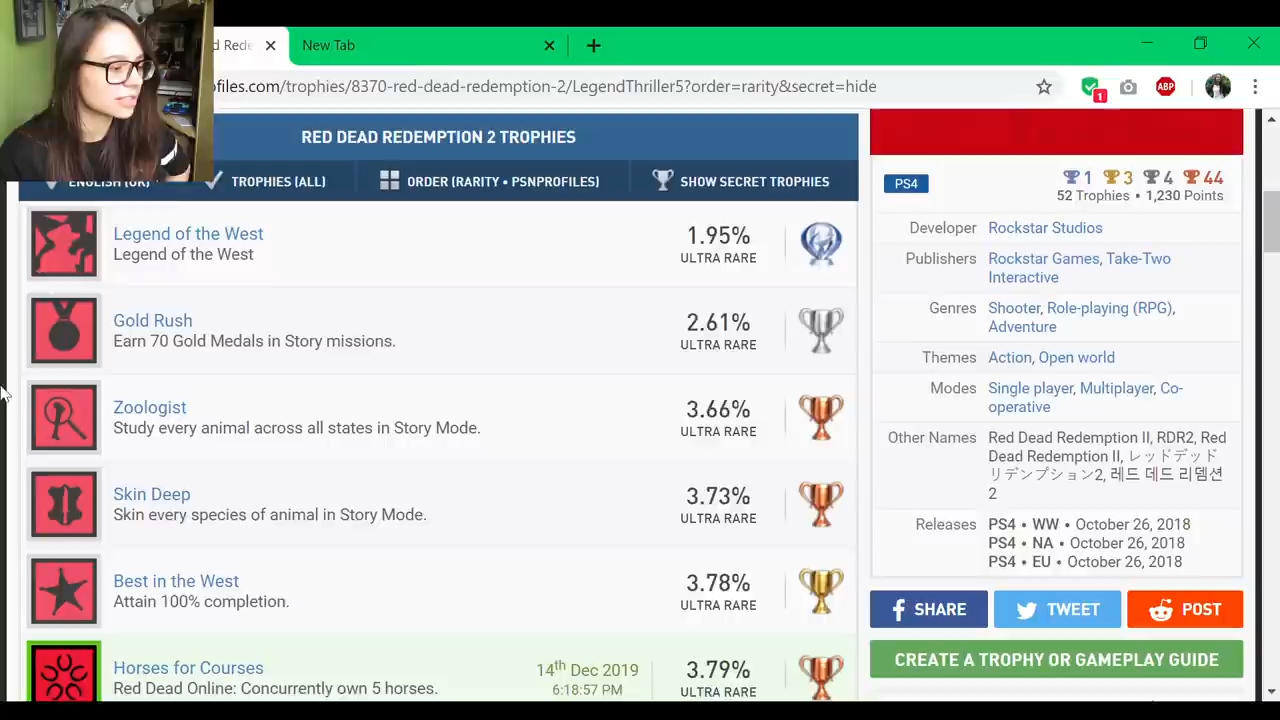 d Rede
New Tab
files.com/trophies/8370-red-dead-redemption-2/LegendThriller5?order=rarity&secret=hide
1
ABP
RED DEAD REDEMPTION 2 TROPHIES
ENGLISH (UK)
TROPHIES (ALL)
ORDER (RARITY • PSNPROFILES)
SHOW SECRET TROPHIES
Legend of the West
Legend of the West
1.95%
ULTRA RARE
Gold Rush
Earn 70 Gold Medals in Story missions.
2.61%
ULTRA RARE
Zoologist
Study every animal across all states in Story Mode.
3.66%
ULTRA RARE
Skin Deep
Skin every species of animal in Story Mode.
3.73%
ULTRA RARE
Best in the West
Attain 100% completion.
3.78%
ULTRA RARE
Horses for Courses
Red Dead Online: Concurrently own 5 horses.
14th Dec 2019
6:18:57 PM
3.79%
ULTRA RARE
PS4
1 3 4 44
52 Trophies • 1,230 Points
Developer Rockstar Studios
Publishers Rockstar Games, Take-Two
Interactive
Genres Shooter, Role-playing (RPG),
Adventure
Themes Action, Open world
Modes Single player, Multiplayer, Co-
operative
Other Names Red Dead Redemption II, RDR2, Red
Dead Redemption II, レッドデッド
リデンプション2, 레드 데드 리뎀션
2
Releases PS4 • WW • October 26, 2018
PS4 • NA • October 26, 2018
PS4 • EU • October 26, 2018
SHARE
TWEET
POST
CREATE A TROPHY OR GAMEPLAY GUIDE